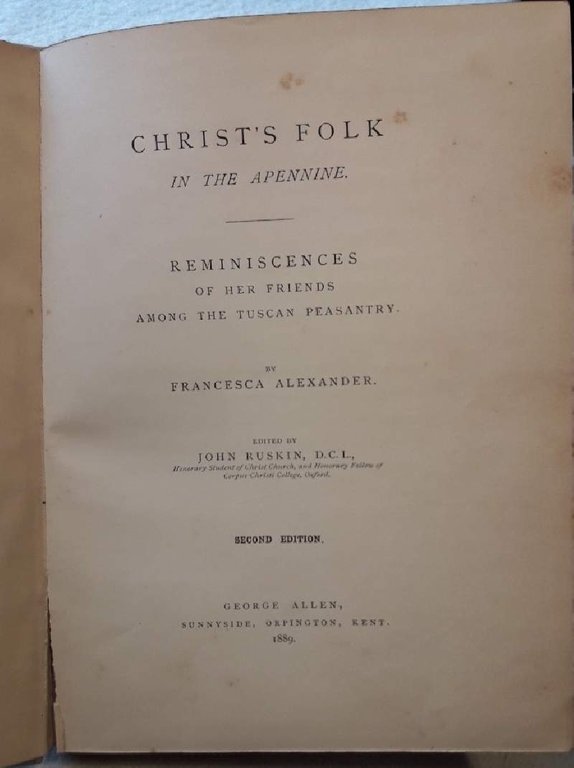 CHRIST'S FOLK
IN THE APENNINE.
REMINISCENCES
OF HER FRIENDS
AMONG THE TUSCAN PEASANTRY.
BY
FRANCESCA ALEXANDER.
EDITED BY
JOHN RUSKIN, D.C.L.,
Honorary Student of Christ Church, and Honorary Fellow of
Corpus Christi College, Oxford.
SECOND EDITION.
GEORGE ALLEN,
SUNNYSIDE, ORPINGTON, KENT.
1889.